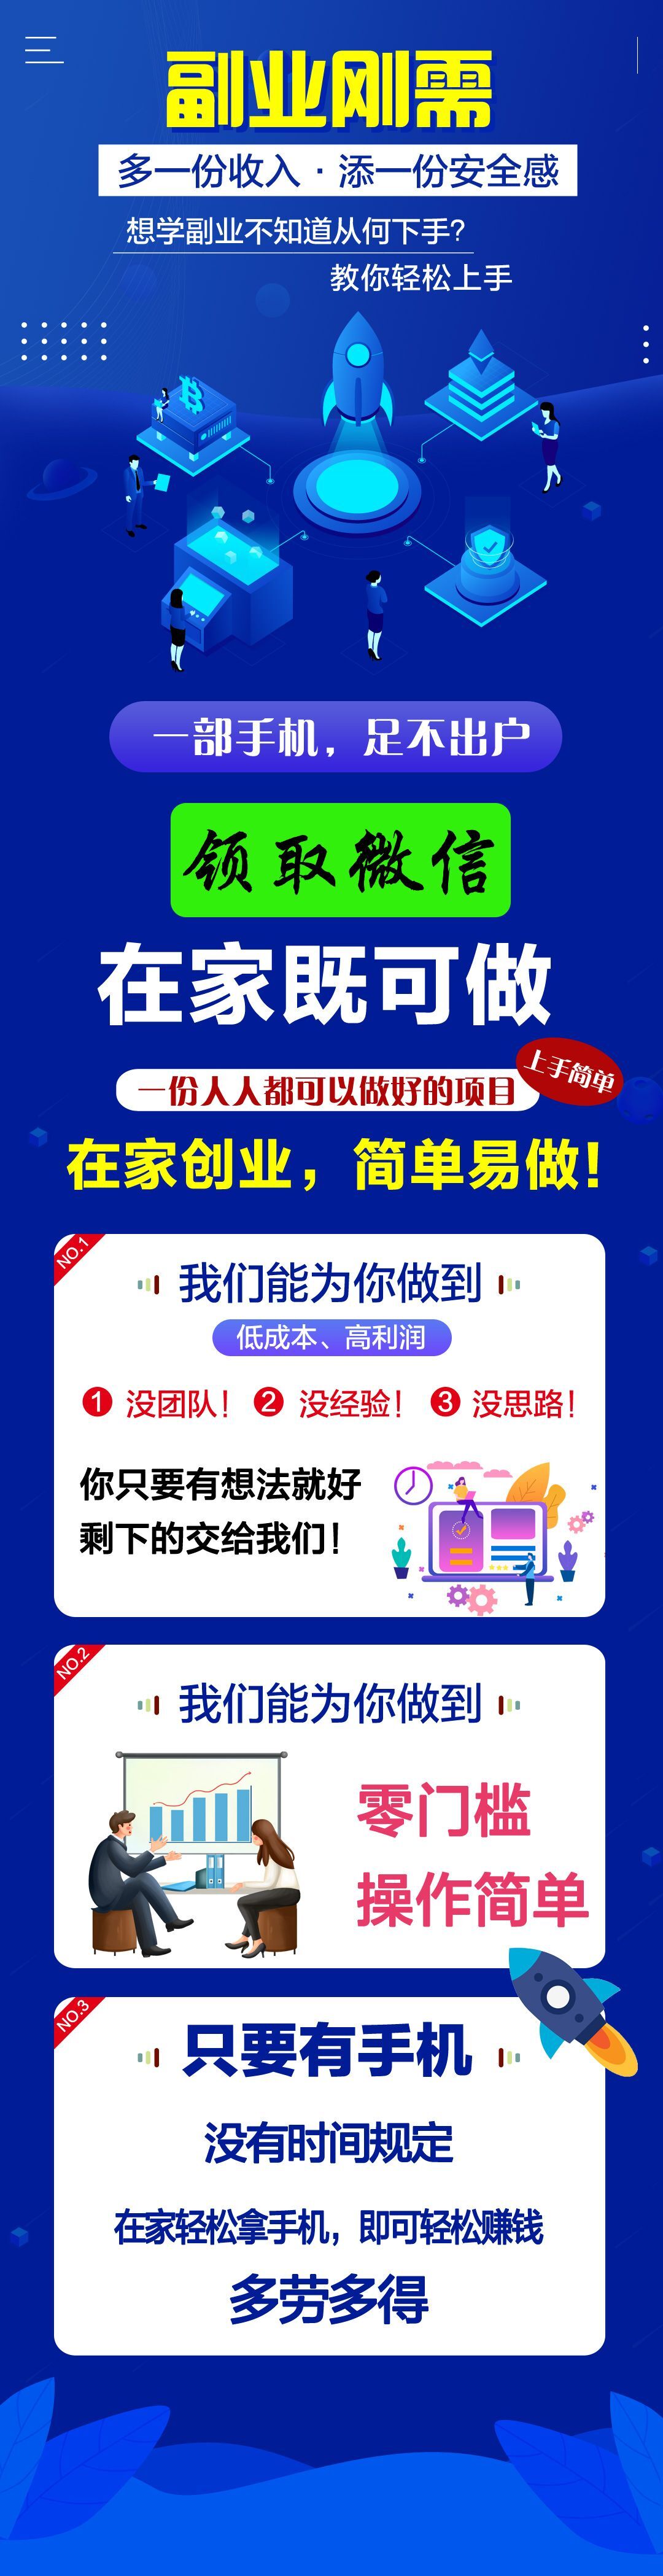 副业刚需
多一份收入·添一份安全感
想学副业不知道从何下手?
教你轻松上手
一部手机，足不出户
领取微信
在家既可做
上手简单
一份人人都可以做好的项目
在家创业，简单易做!
NO.1
我们能为你做到
低成本、高利润
1 没团队! 2 没经验! 3 没思路!
你只要有想法就好
剩下的交给我们!
NO.2
我们能为你做到
零门槛
操作简单
NO.3
只要有手机
没有时间规定
在家轻松拿手机，即可轻松赚钱
多劳多得